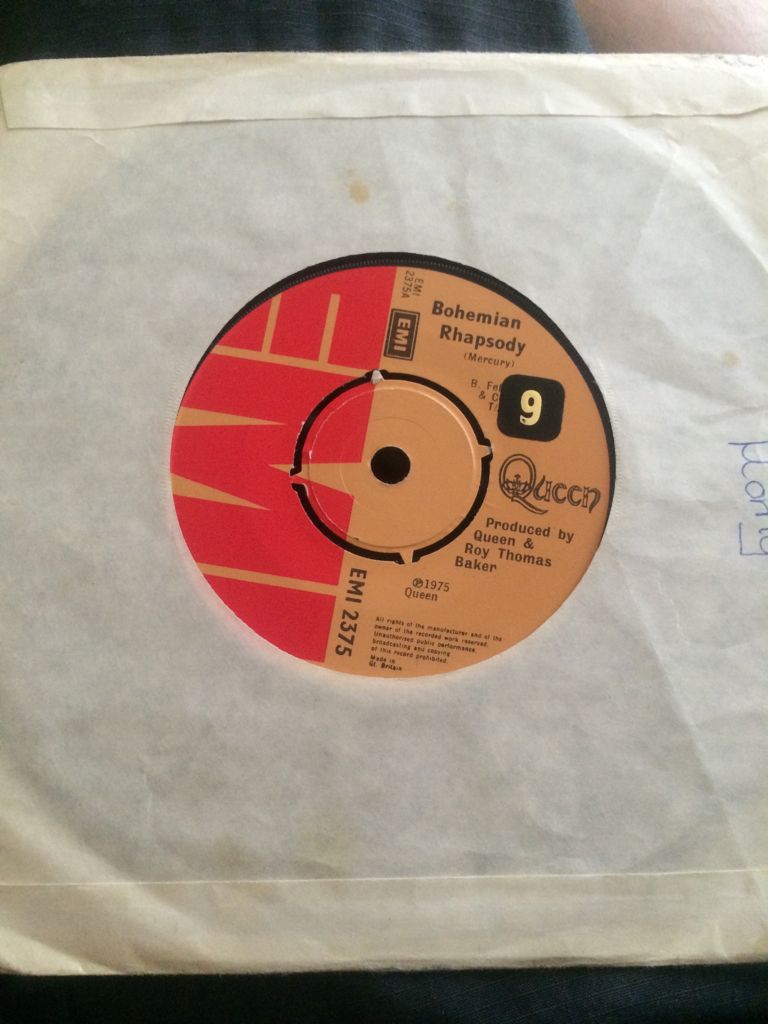 EMI
EMI
2375A
EMI
Bohemian
Rhapsody
(Mercury)
B.
&
9
Queen
Produced by
Queen &
Roy Thomas
Baker
℗1975
Queen
EMI 2375
All rights of the manufacturer and of the
owner of the recorded work reserved.
Unauthorised public performance,
broadcasting and copying
of this record prohibited.
Made in
Gt. Britain